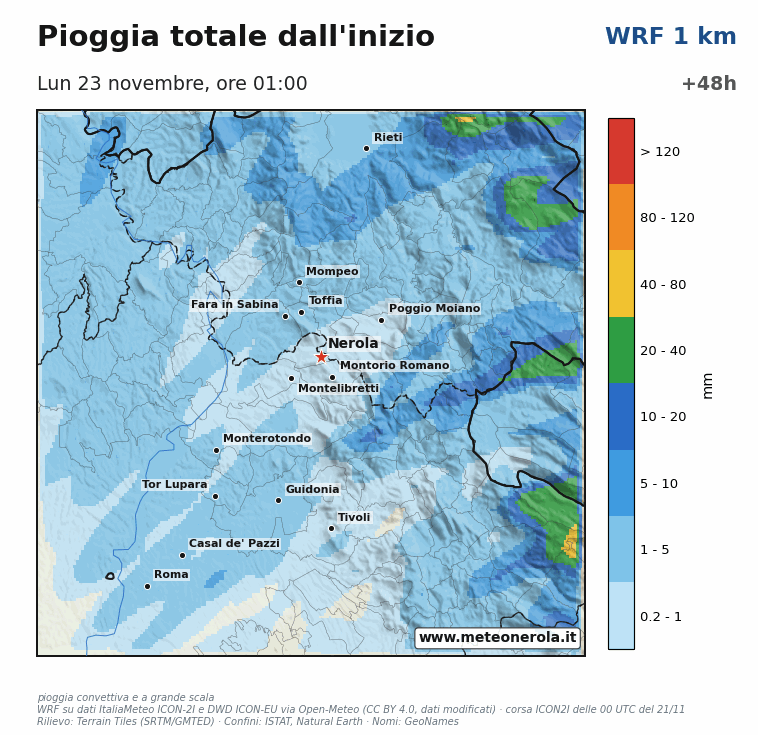 Pioggia totale dall'inizio
WRF 1 km
Lun 23 novembre, ore 01:00
+48h
Rieti
Mompeo
Fara in Sabina
Toffia
Poggio Moiano
Nerola
Montorio Romano
Montelibretti
Monterotondo
Tor Lupara
Guidonia
Tivoli
Casal de' Pazzi
Roma
www.meteonerola.it
> 120
80 - 120
40 - 80
20 - 40
10 - 20
5 - 10
1 - 5
0.2 - 1
mm
pioggia convettiva e a grande scala
WRF su dati ItaliaMeteo ICON-2I e DWD ICON-EU via Open-Meteo (CC BY 4.0, dati modificati) · corsa ICON2I delle 00 UTC del 21/11
Rilievo: Terrain Tiles (SRTM/GMTED) · Confini: ISTAT, Natural Earth · Nomi: GeoNames